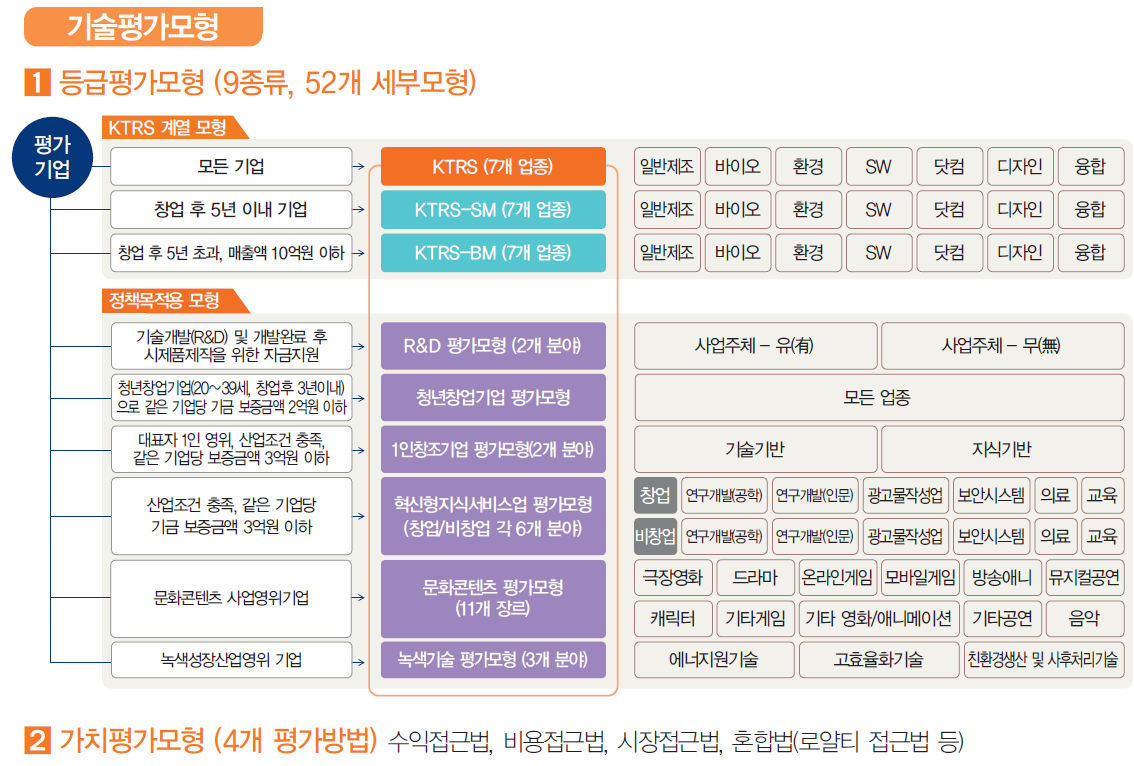 기술평가모형
1 등급평가모형 (9종류, 52개 세부모형)
평가
기업
KTRS 계열 모형
모든 기업
KTRS (7개 업종)
일반제조 바이오 환경 SW 닷컴 디자인 융합
창업 후 5년 이내 기업
KTRS-SM (7개 업종)
일반제조 바이오 환경 SW 닷컴 디자인 융합
창업 후 5년 초과, 매출액 10억원 이하
KTRS-BM (7개 업종)
일반제조 바이오 환경 SW 닷컴 디자인 융합
정책목적용 모형
기술개발(R&D) 및 개발완료 후
시제품제작을 위한 자금지원
R&D 평가모형 (2개 분야)
사업주체 - 유(有) 사업주체 - 무(無)
청년창업기업(20~39세, 창업후 3년이내)
으로 같은 기업당 기금 보증금액 2억원 이하
청년창업기업 평가모형
모든 업종
대표자 1인 영위, 산업조건 충족,
같은 기업당 보증금액 3억원 이하
1인창조기업 평가모형(2개 분야)
기술기반 지식기반
산업조건 충족, 같은 기업당
기금 보증금액 3억원 이하
혁신형지식서비스업 평가모형
(창업/비창업 각 6개 분야)
창업 연구개발(공학) 연구개발(인문) 광고물작성업 보안시스템 의료 교육
비창업 연구개발(공학) 연구개발(인문) 광고물작성업 보안시스템 의료 교육
문화콘텐츠 사업영위기업
문화콘텐츠 평가모형
(11개 장르)
극장영화 드라마 온라인게임 모바일게임 방송애니 뮤지컬공연
캐릭터 기타게임 기타 영화/애니메이션 기타공연 음악
녹색성장산업영위 기업
녹색기술 평가모형 (3개 분야)
에너지원기술 고효율화기술 친환경생산 및 사후처리기술
2 가치평가모형 (4개 평가방법) 수익접근법, 비용접근법, 시장접근법, 혼합법(로얄티 접근법 등)